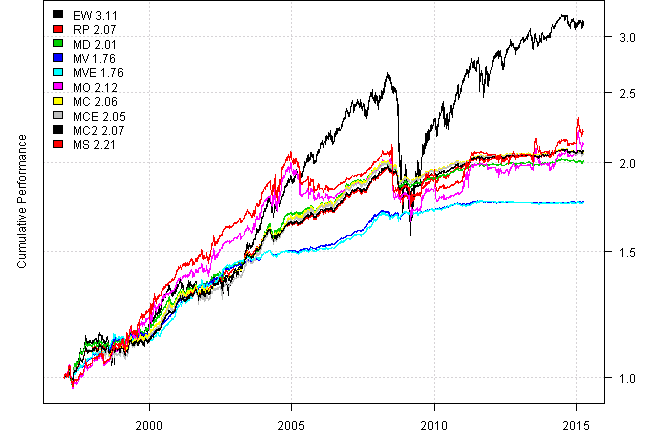 EW 3.11
RP 2.07
MD 2.01
MV 1.76
MVE 1.76
MO 2.12
MC 2.06
MCE 2.05
MC2 2.07
MS 2.21
Cumulative Performance
3.0
2.5
2.0
1.5
1.0
2000
2005
2010
2015